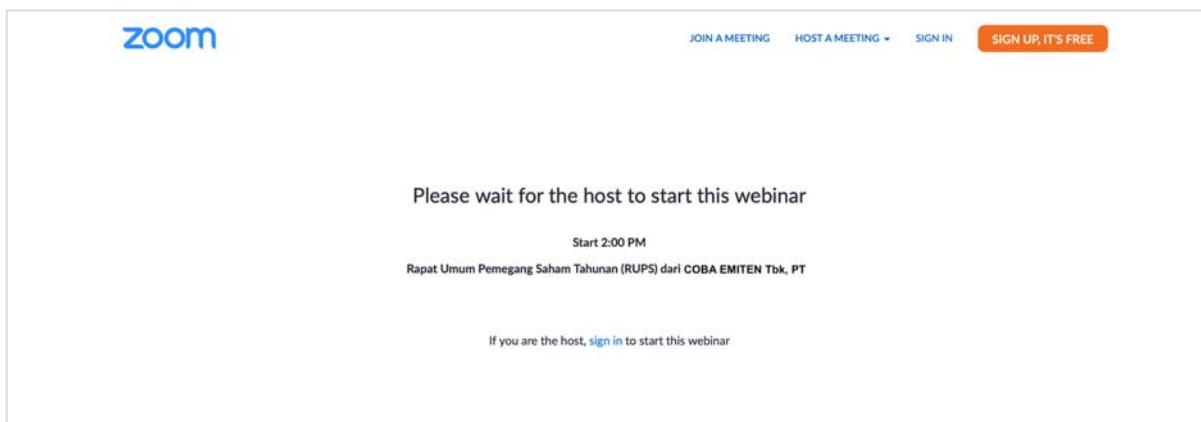 zoom JOIN A MEETING HOST A MEETING SIGN IN SIGN UP, IT'S FREE
Please wait for the host to start this webinar
Start 2:00 PM
Rapat Umum Pemegang Saham Tahunan (RUPS) dari COBA EMITEN Tbk, PT
If you are the host, sign in to start this webinar